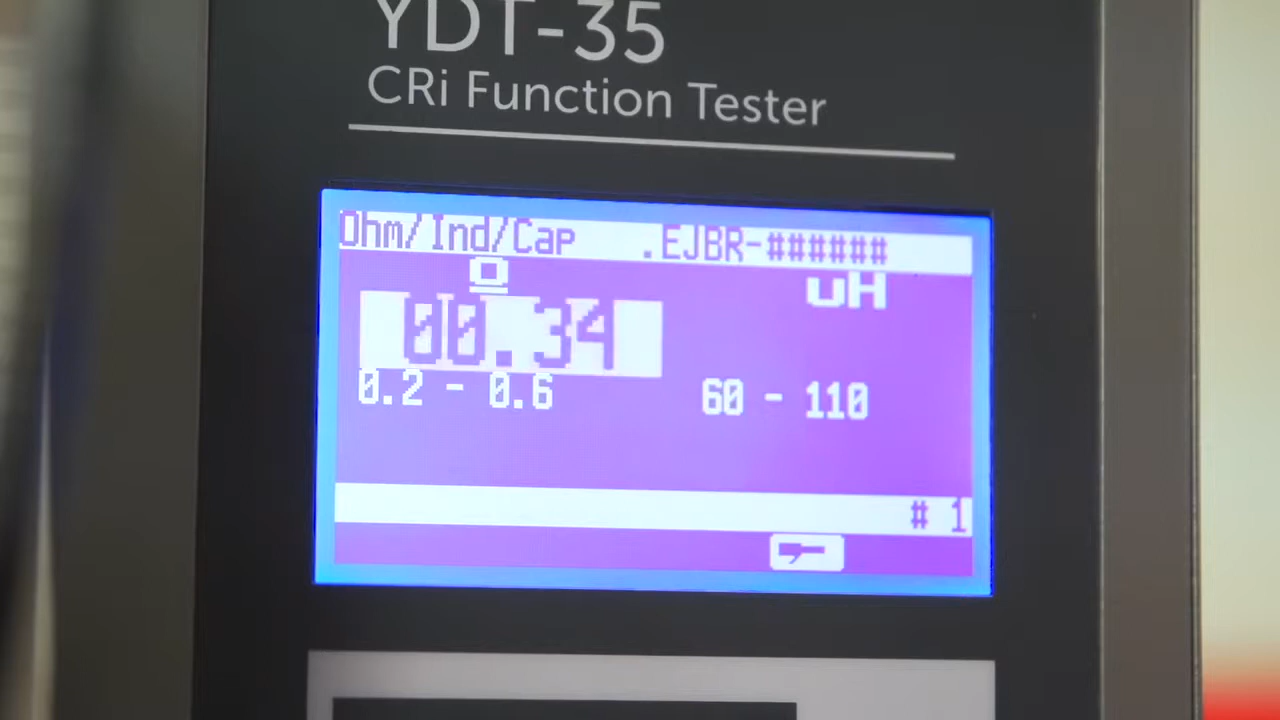 YDT-35
CRi Function Tester
Ohm/Ind/Cap .EJBR-######
Ω uH
00.34
0.2 - 0.6 60 - 110
# 1